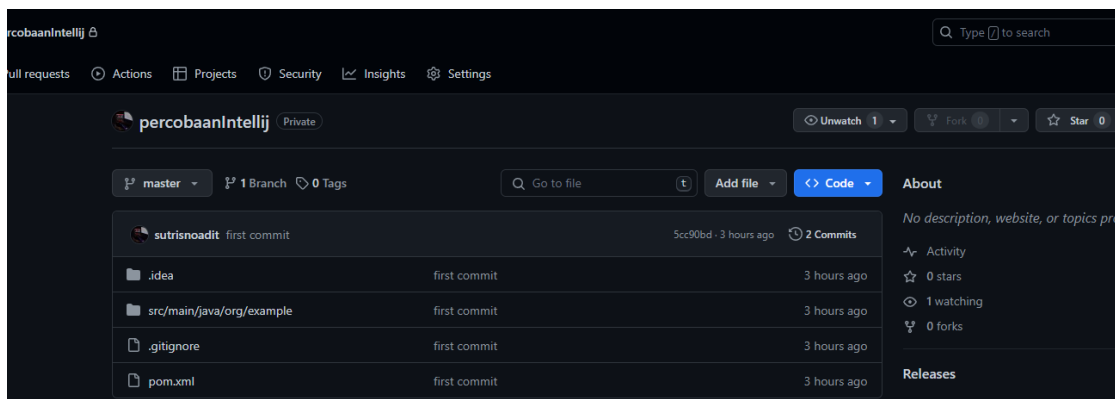 rcobaanIntellij
Type / to search
Pull requests Actions Projects Security Insights Settings
percobaanIntellij Private
Unwatch 1 Fork 0 Star 0
master 1 Branch 0 Tags Go to file t Add file <> Code About
No description, website, or topics pr
sutrisnoadit first commit 5cc90bd · 3 hours ago 2 Commits
Activity
.idea first commit 3 hours ago
0 stars
1 watching
src/main/java/org/example first commit 3 hours ago
0 forks
.gitignore first commit 3 hours ago
Releases
pom.xml first commit 3 hours ago